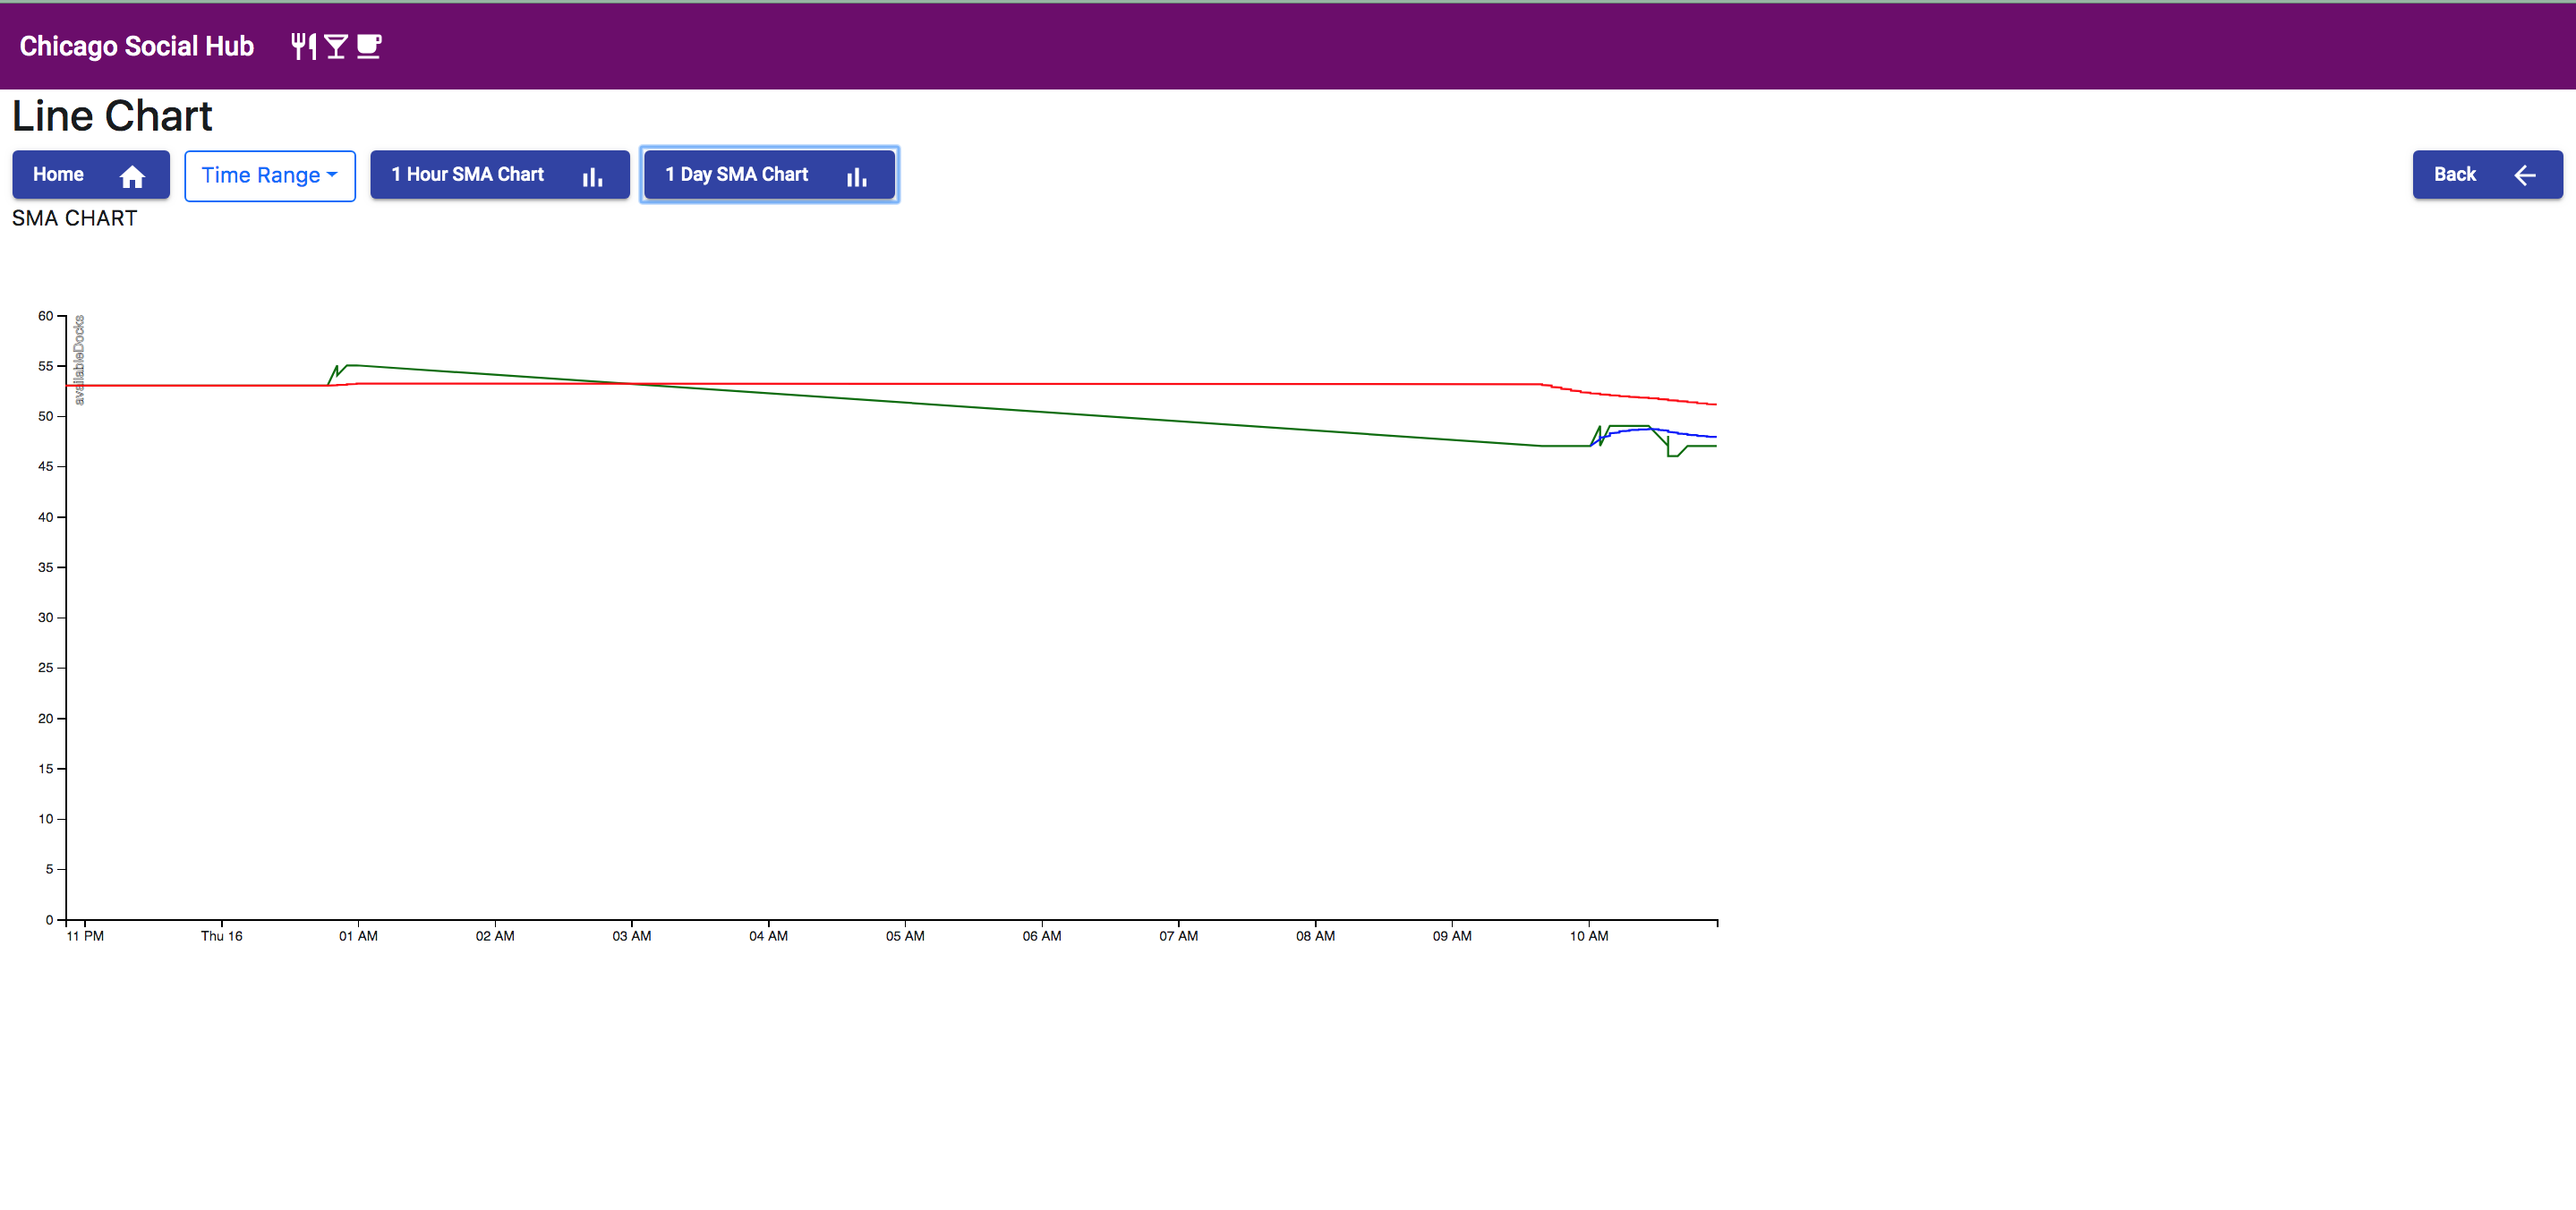 Chicago Social Hub
Line Chart
Home
Time Range
1 Hour SMA Chart
1 Day SMA Chart
Back
SMA CHART
availableDocks
60
55
50
45
40
35
30
25
20
15
10
5
0
11 PM
Thu 16
01 AM
02 AM
03 AM
04 AM
05 AM
06 AM
07 AM
08 AM
09 AM
10 AM